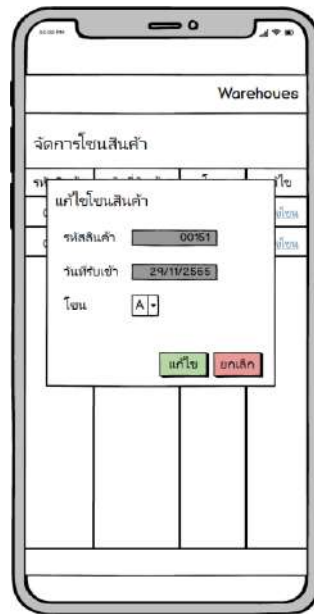 Warehoues
จัดการโซนสินค้า
แก้ไขโซนสินค้า
รหัสสินค้า 00151
วันที่รับเข้า 29/11/2565
โซน A
แก้ไข ยกเลิก